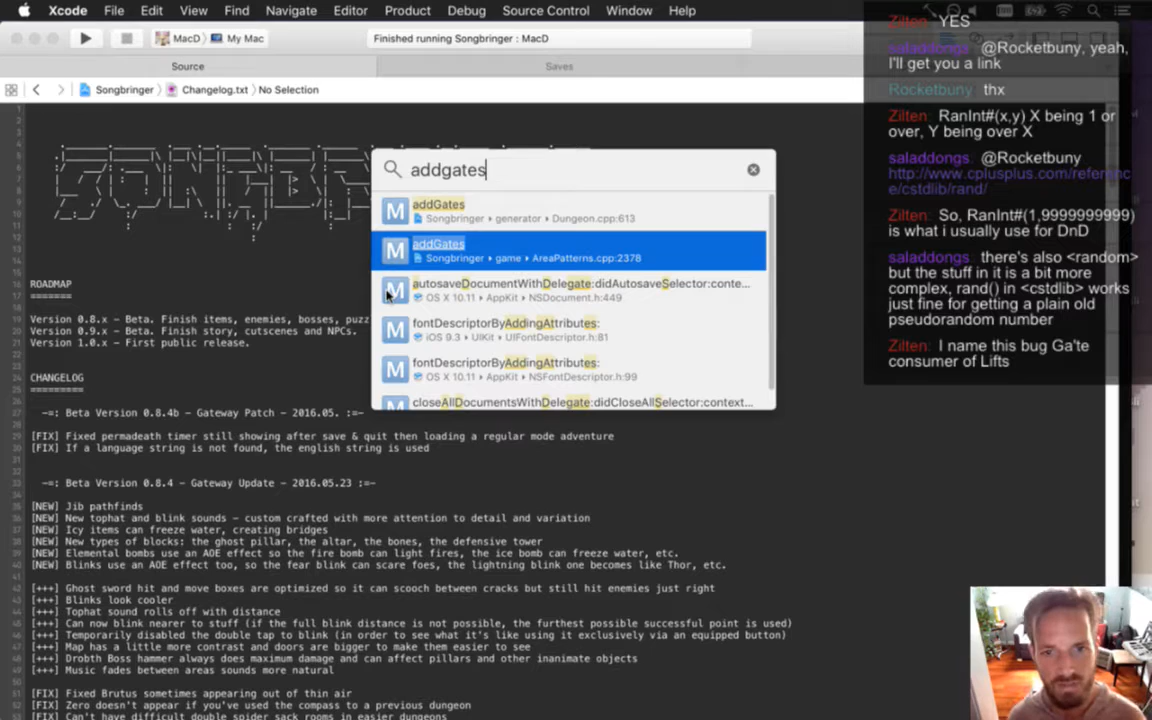 Xcode File Edit View Find Navigate Editor Product Debug Source Control Window Help
MacD My Mac
Finished running Songbringer : MacD
Source
Saves
Songbringer Changelog.txt No Selection
addgates
addGates
Songbringer generator Dungeon.cpp:613
addGates
Songbringer game AreaPatterns.cpp:2378
autosaveDocumentWithDelegate:didAutosaveSelector:conte...
OS X 10.11 AppKit NSDocument.h:449
fontDescriptorByAddingAttributes:
iOS 9.3 UIKit UIFontDescriptor.h:81
fontDescriptorByAddingAttributes:
OS X 10.11 AppKit NSFontDescriptor.h:99
closeAllDocumentsWithDelegate:didCloseAllSelector:context...
ROADMAP
=======
Version 0.8.x - Beta. Finish items, enemies, bosses, puzz
Version 0.9.x - Beta. Finish story, cutscenes and NPCs.
Version 1.0.x - First public release.
CHANGELOG
=========
-=: Beta Version 0.8.4b - Gateway Patch - 2016.05. :=-
[FIX] Fixed permadeath timer still showing after save & quit then loading a regular mode adventure
[FIX] If a language string is not found, the english string is used
-=: Beta Version 0.8.4 - Gateway Update - 2016.05.23 :=-
[NEW] Jib pathfinds
[NEW] New tophat and blink sounds - custom crafted with more attention to detail and variation
[NEW] Icy items can freeze water, creating bridges
[NEW] New types of blocks: the ghost pillar, the altar, the bones, the defensive tower
[NEW] Elemental bombs use an AOE effect so the fire bomb can light fires, the ice bomb can freeze water, etc.
[NEW] Blinks use an AOE effect too, so the fear blink can scare foes, the lightning blink one becomes like Thor, etc.
[+++] Ghost sword hit and move boxes are optimized so it can scooch between cracks but still hit enemies just right
[+++] Blinks look cooler
[+++] Tophat sound rolls off with distance
[+++] Can now blink nearer to stuff (if the full blink distance is not possible, the furthest possible successful point is used)
[+++] Temporarily disabled the double tap to blink (in order to see what it's like using it exclusively via an equipped button)
[+++] Map has a little more contrast and doors are bigger to make them easier to see
[+++] Drobth Boss hammer always does maximum damage and can affect pillars and other inanimate objects
[+++] Music fades between areas sounds more natural
[FIX] Fixed Brutus sometimes appearing out of thin air
[FIX] Zero doesn't appear if you've used the compass to a previous dungeon
[FIX] Can't have difficult double spider sack rooms in easier dungeons
Zilten: YES
saladdongs: @Rocketbuny, yeah,
I'll get you a link
Rocketbuny: thx
Zilten: RanInt#(x,y) X being 1 or
over, Y being over X
saladdongs: @Rocketbuny
http://www.cplusplus.com/referenc
e/cstdlib/rand/
Zilten: So, RanInt#(1,9999999999)
is what i usually use for DnD
saladdongs: there's also <random>
but the stuff in it is a bit more
complex, rand() in <cstdlib> works
just fine for getting a plain old
pseudorandom number
Zilten: I name this bug Ga'te
consumer of Lifts